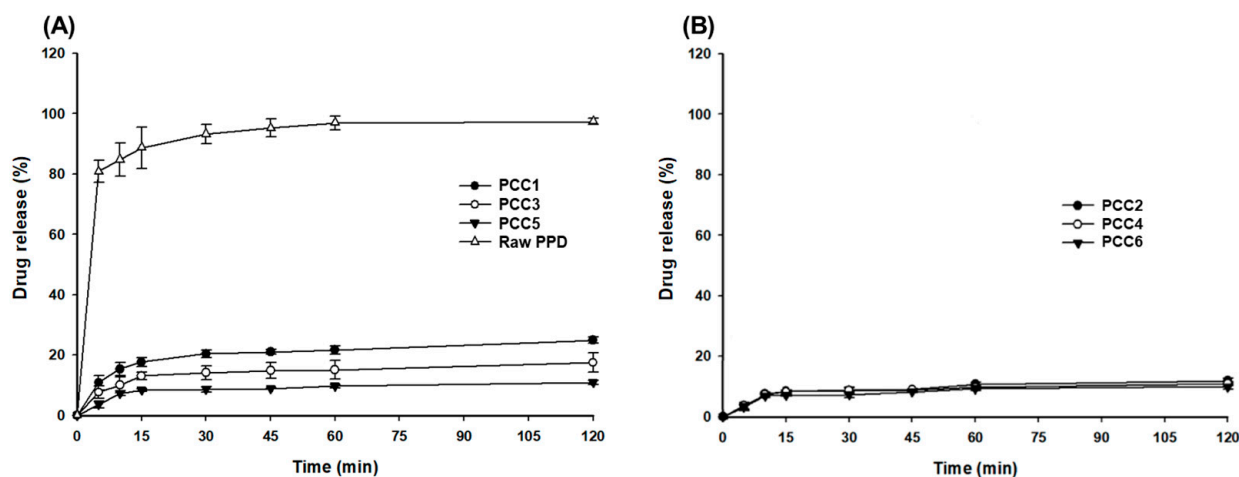 (A)
120
100
80
60
40
20
0
Drug release (%)
0 15 30 45 60 75 90 105 120
Time (min)
PCC1
PCC3
PCC5
Raw PPD
(B)
120
100
80
60
40
20
0
Drug release (%)
0 15 30 45 60 75 90 105 120
Time (min)
PCC2
PCC4
PCC6